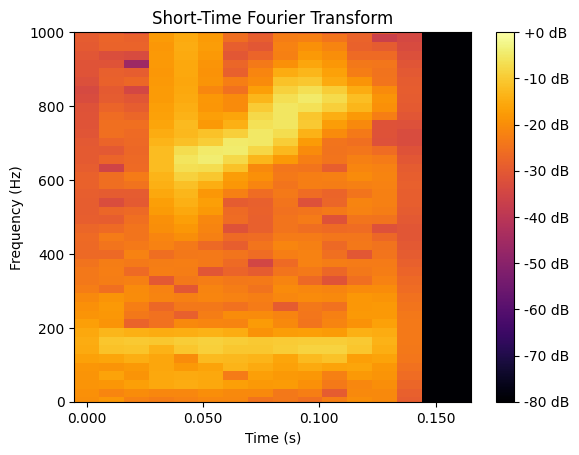 Short-Time Fourier Transform
1000
800
600
400
200
0
Frequency (Hz)
0.000
0.050
0.100
0.150
Time (s)
+0 dB
-10 dB
-20 dB
-30 dB
-40 dB
-50 dB
-60 dB
-70 dB
-80 dB